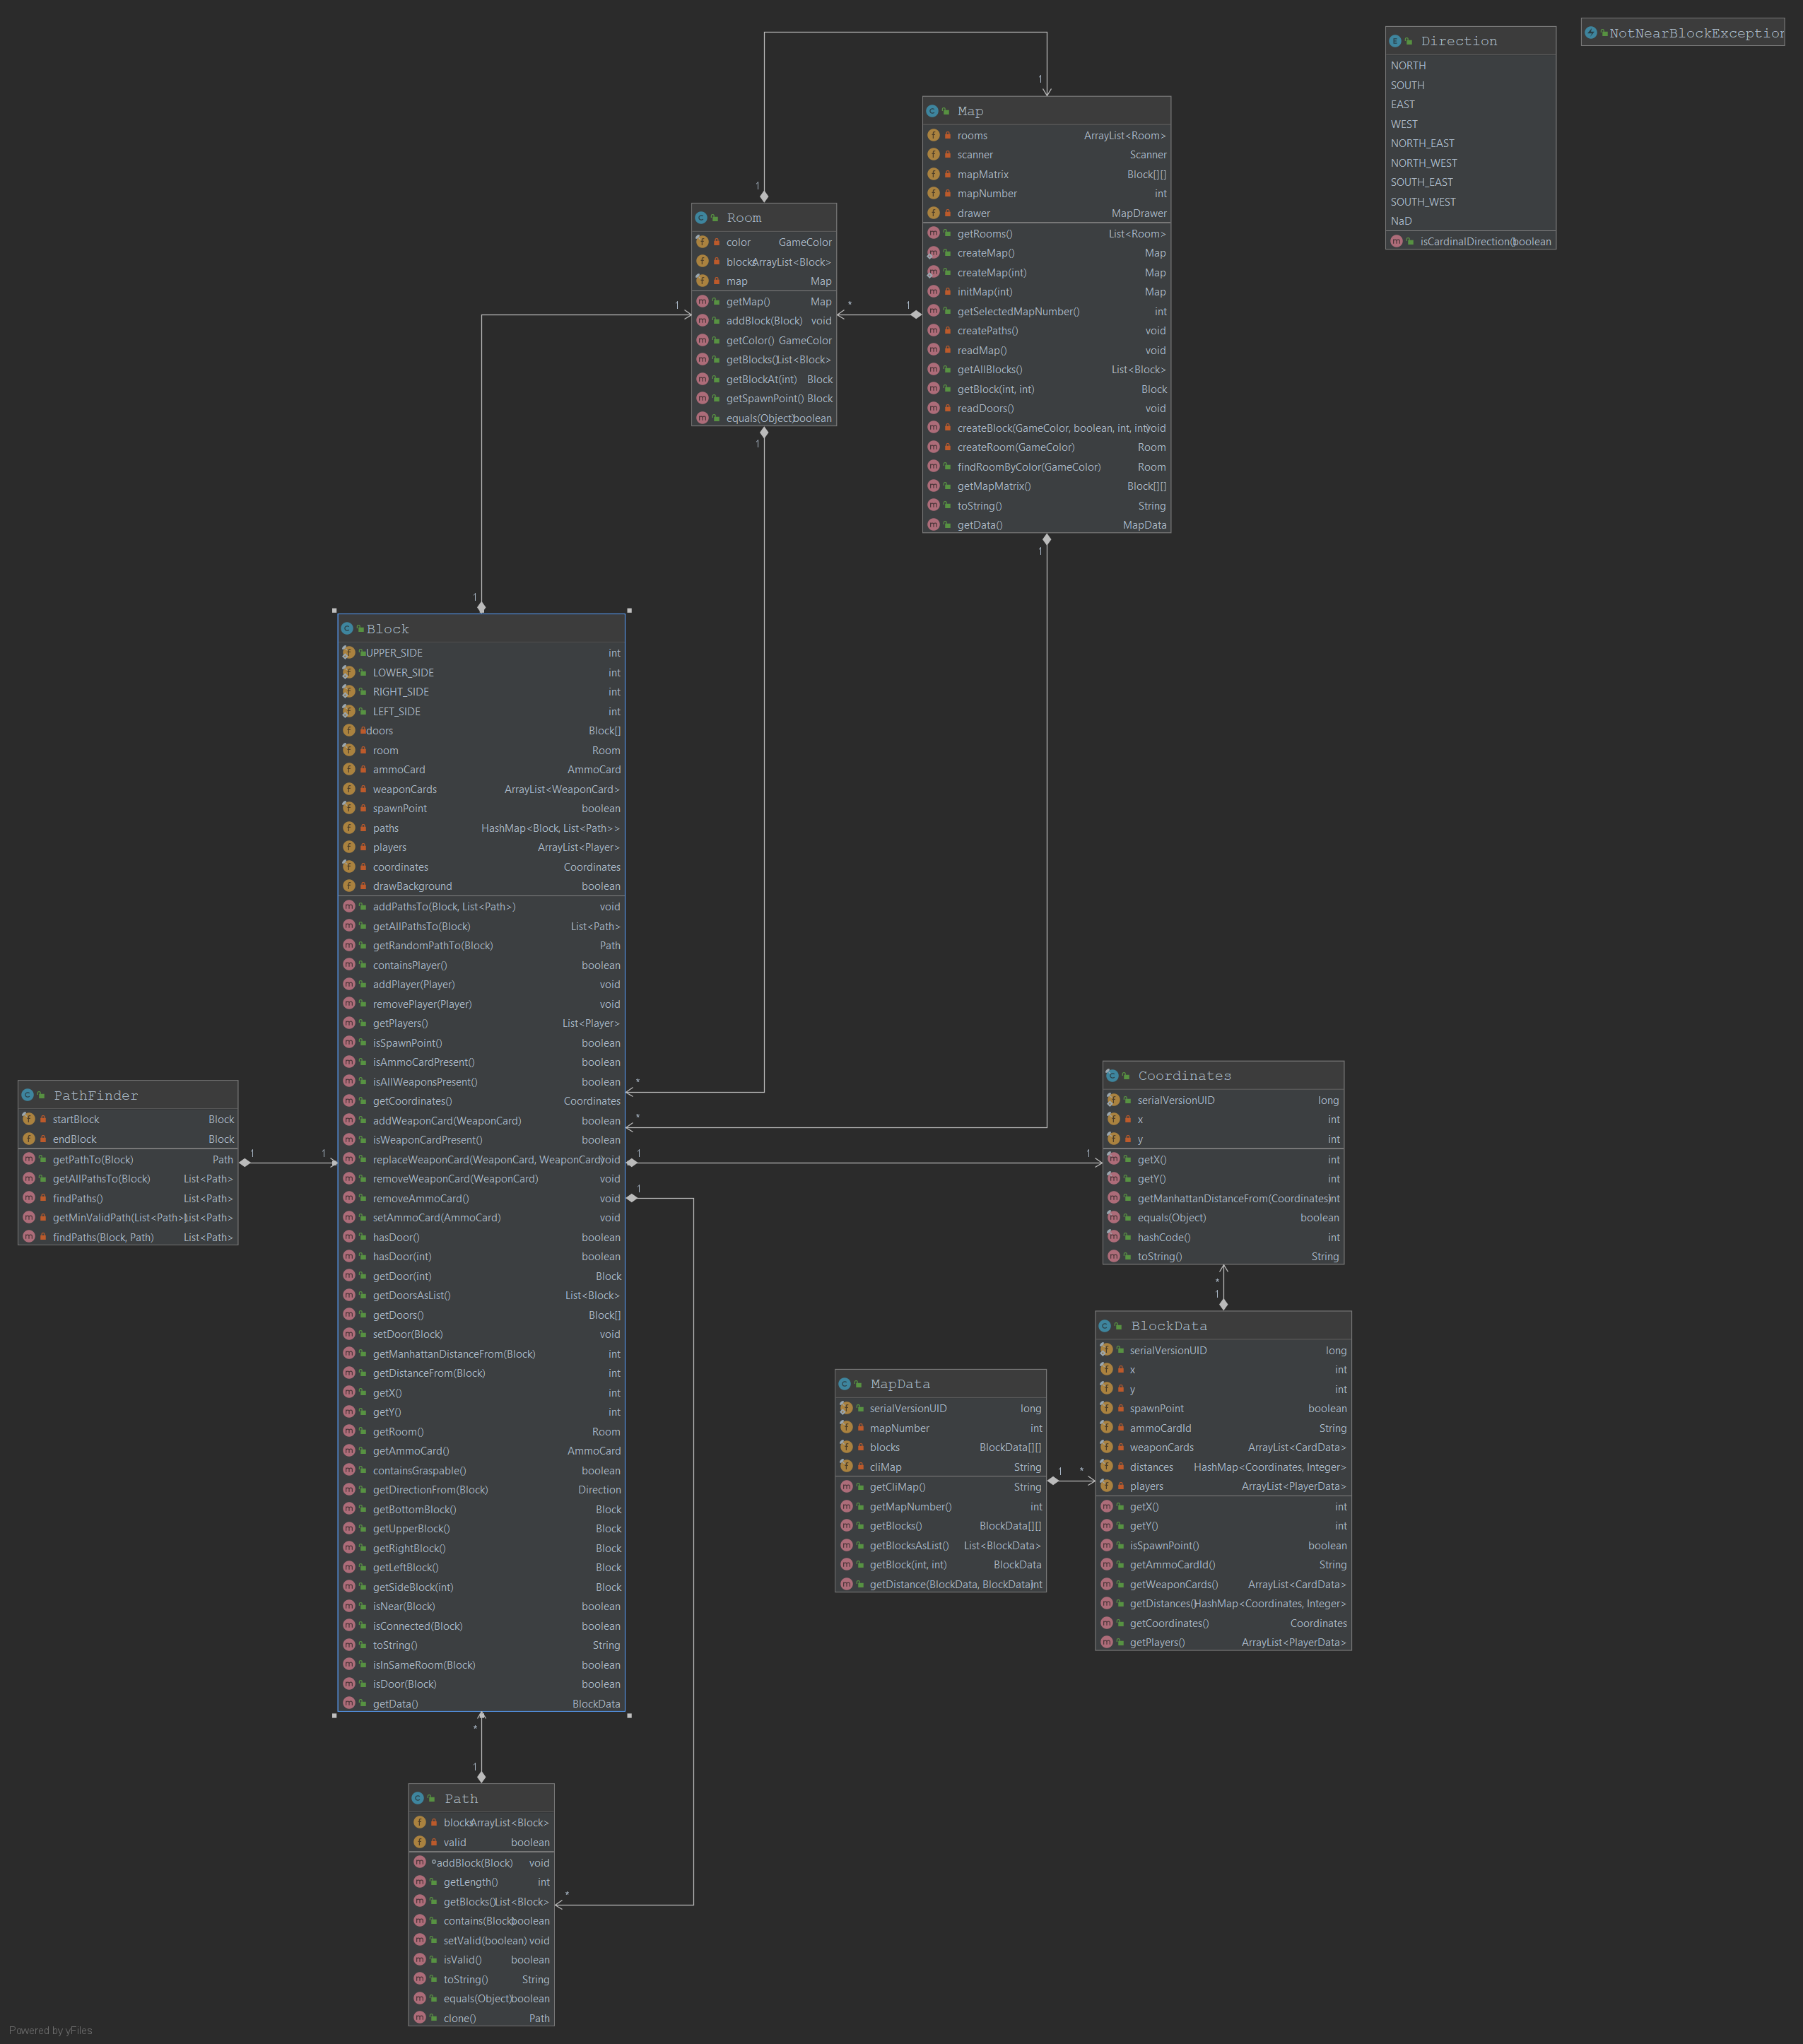 Direction
NORTH
SOUTH
EAST
WEST
NORTH_EAST
NORTH_WEST
SOUTH_EAST
SOUTH_WEST
NaD
isCardinalDirection() boolean
NotNearBlockException
Map
rooms ArrayList<Room>
scanner Scanner
mapMatrix Block[][]
mapNumber int
drawer MapDrawer
getRooms() List<Room>
createMap() Map
createMap(int) Map
initMap(int) Map
getSelectedMapNumber() int
createPaths() void
readMap() void
getAllBlocks() List<Block>
getBlock(int, int) Block
readDoors() void
createBlock(GameColor, boolean, int, int) void
createRoom(GameColor) Room
findRoomByColor(GameColor) Room
getMapMatrix() Block[][]
toString() String
getData() MapData
Room
color GameColor
blocks ArrayList<Block>
map Map
getMap() Map
addBlock(Block) void
getColor() GameColor
getBlocks() List<Block>
getBlockAt(int) Block
getSpawnPoint() Block
equals(Object) boolean
1
1
1
1
*
1
1
1
1
Block
UPPER_SIDE int
LOWER_SIDE int
RIGHT_SIDE int
LEFT_SIDE int
doors Block[]
room Room
ammoCard AmmoCard
weaponCards ArrayList<WeaponCard>
spawnPoint boolean
paths HashMap<Block, List<Path>>
players ArrayList<Player>
coordinates Coordinates
drawBackground boolean
addPathsTo(Block, List<Path>) void
getAllPathsTo(Block) List<Path>
getRandomPathTo(Block) Path
containsPlayer() boolean
addPlayer(Player) void
removePlayer(Player) void
getPlayers() List<Player>
isSpawnPoint() boolean
isAmmoCardPresent() boolean
isAllWeaponsPresent() boolean
getCoordinates() Coordinates
addWeaponCard(WeaponCard) boolean
isWeaponCardPresent() boolean
replaceWeaponCard(WeaponCard, WeaponCard) void
removeWeaponCard(WeaponCard) void
removeAmmoCard() void
setAmmoCard(AmmoCard) void
hasDoor() boolean
hasDoor(int) boolean
getDoor(int) Block
getDoorsAsList() List<Block>
getDoors() Block[]
setDoor(Block) void
getManhattanDistanceFrom(Block) int
getDistanceFrom(Block) int
getX() int
getY() int
getRoom() Room
getAmmoCard() AmmoCard
containsGraspable() boolean
getDirectionFrom(Block) Direction
getBottomBlock() Block
getUpperBlock() Block
getRightBlock() Block
getLeftBlock() Block
getSideBlock(int) Block
isNear(Block) boolean
isConnected(Block) boolean
toString() String
isInSameRoom(Block) boolean
isDoor(Block) boolean
getData() BlockData
*
*
PathFinder
startBlock Block
endBlock Block
getPathTo(Block) Path
getAllPathsTo(Block) List<Path>
findPaths() List<Path>
getMinValidPath(List<Path>) List<Path>
findPaths(Block, Path) List<Path>
1
1
1
1
1
Coordinates
serialVersionUID long
x int
y int
getX() int
getY() int
getManhattanDistanceFrom(Coordinates) int
equals(Object) boolean
hashCode() int
toString() String
*
1
BlockData
serialVersionUID long
x int
y int
spawnPoint boolean
ammoCardId String
weaponCards ArrayList<CardData>
distances HashMap<Coordinates, Integer>
players ArrayList<PlayerData>
getX() int
getY() int
isSpawnPoint() boolean
getAmmoCardId() String
getWeaponCards() ArrayList<CardData>
getDistances() HashMap<Coordinates, Integer>
getCoordinates() Coordinates
getPlayers() ArrayList<PlayerData>
MapData
serialVersionUID long
mapNumber int
blocks BlockData[][]
cliMap String
getCliMap() String
getMapNumber() int
getBlocks() BlockData[][]
getBlocksAsList() List<BlockData>
getBlock(int, int) BlockData
getDistance(BlockData, BlockData) int
1
*
*
1
Path
blocks ArrayList<Block>
valid boolean
addBlock(Block) void
getLength() int
getBlocks() List<Block>
contains(Block) boolean
setValid(boolean) void
isValid() boolean
toString() String
equals(Object) boolean
clone() Path
*
Powered by yFiles